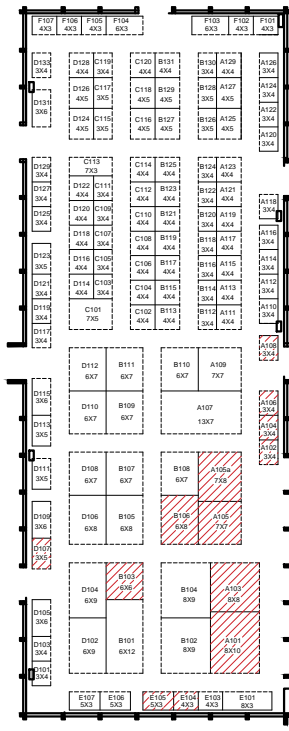 F107 F106 F105 F104
4X3 4X3 4X3 6X3
F103 F102 F101
6X3 4X3 4X3
D133
3X4
D128 C119
4X4 3X4
C120 B131
4X4 4X4
B130 A129
3X4 4X4
A126
3X4
D131
3X6
D126 C117
4X5 3X5
C118 B129
4X5 4X5
B128 A127
3X5 4X5
A124
3X4
A122
3X4
D124 C115
4X5 4X5
C116 B127
4X5 4X5
B126 A125
3X5 4X5
A120
3X4
D129
3X4
C113
7X3
C114 B125
4X4 4X4
B124 A123
3X4 4X4
D127
3X4
D122 C111
4X4 3X4
C112 B123
4X4 4X4
B122 A121
3X4 4X4
D125
3X4
D120 C109
4X4 3X4
C110 B121
4X4 4X4
B120 A119
3X4 4X4
A118
3X4
D118 C107
4X4 3X4
C108 B119
4X4 4X4
B118 A117
3X4 4X4
A116
3X4
D123
3X5
D116 C105
4X4 3X4
C106 B117
4X4 4X4
B116 A115
3X4 4X4
A114
3X4
D121
3X4
D114 C103
4X4 3X4
C104 B115
4X4 4X4
B114 A113
3X4 4X4
A112
3X4
D119
3X4
C101
7X5
C102 B113
4X4 4X4
B112 A111
3X4 4X4
A110
3X4
D117
3X4
A108
3X4
D112 B111
6X7 6X7
B110 A109
6X7 7X7
D115
3X6
D110 B109
6X7 6X7
A107
13X7
A106
3X4
D113
3X5
A104
3X4
A102
3X4
D111
3X5
D108 B107
6X7 6X7
B108 A105a
6X7 7X8
D109
3X6
D106 B105
6X8 6X8
B106 A105
6X8 7X7
D107
3X5
D104 B103
6X9 6X6
B104 A103
8X9 8X8
D105
3X6
D103
3X4
D102 B101
6X9 6X12
B102 A101
8X9 8X10
D101
3X4
E107 E106 E105 E104 E103 E101
5X3 5X3 5X3 4X3 4X3 8X3